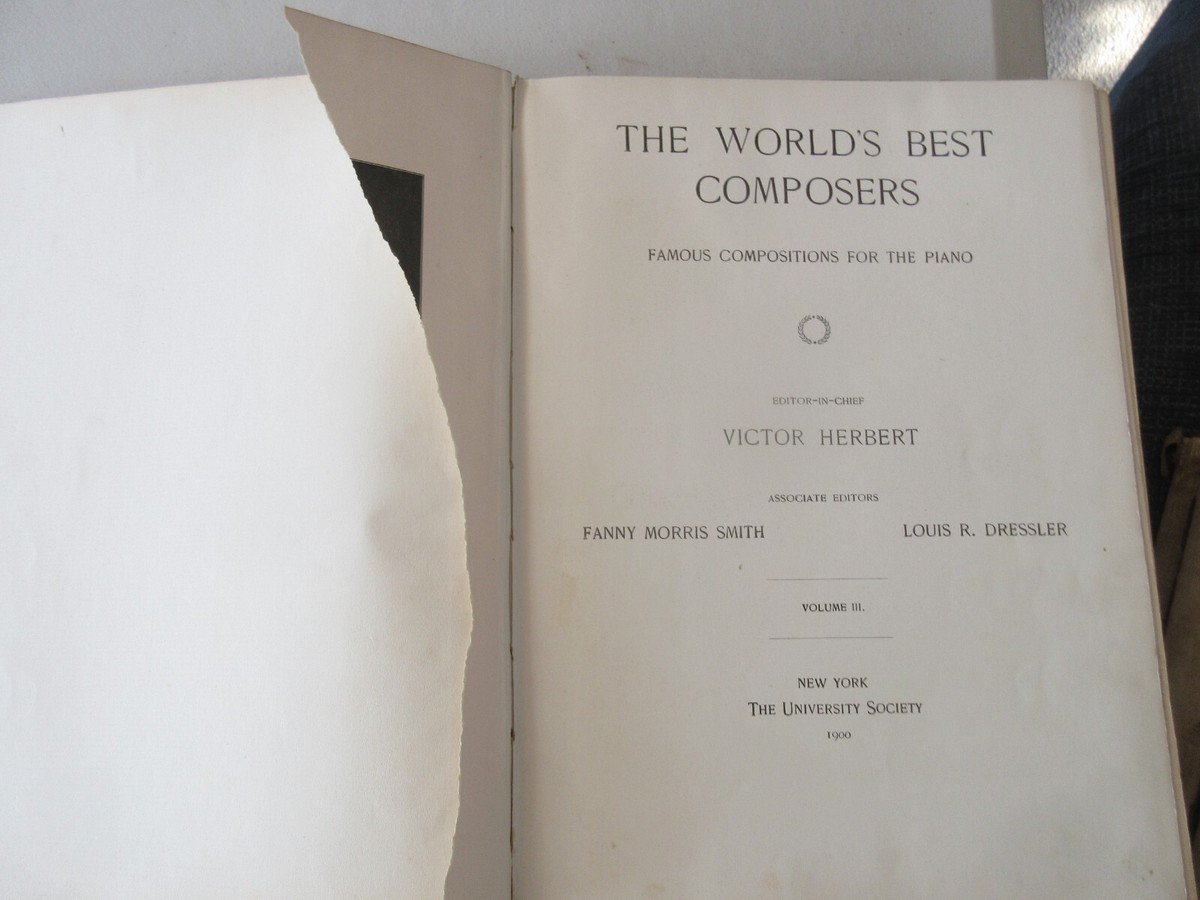 THE WORLD'S BEST
COMPOSERS
FAMOUS COMPOSITIONS FOR THE PIANO
EDITOR-IN-CHIEF
VICTOR HERBERT
ASSOCIATE EDITORS
FANNY MORRIS SMITH LOUIS R. DRESSLER
VOLUME III.
NEW YORK
THE UNIVERSITY SOCIETY
1900